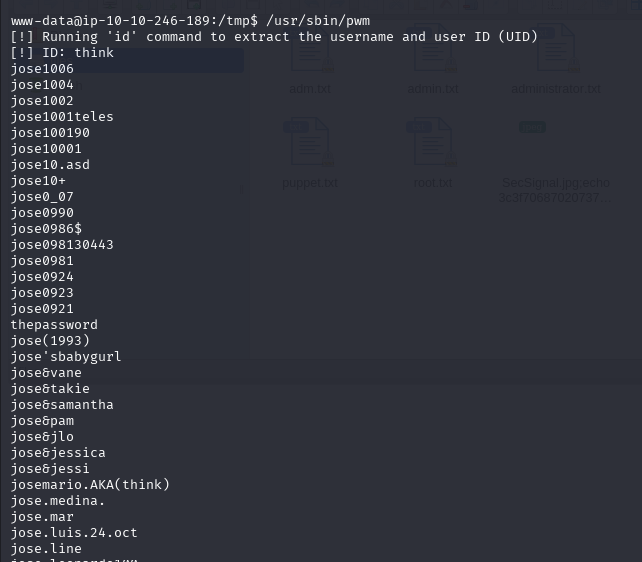 www-data@ip-10-10-246-189:/tmp$ /usr/sbin/pwm
[!] Running 'id' command to extract the username and user ID (UID)
[!] ID: think
jose1006
jose1004
jose1002
jose1001teles
jose100190
jose10001
jose10.asd
jose10+
jose0_07
jose0990
jose0986$
jose098130443
jose0981
jose0924
jose0923
jose0921
thepassword
jose(1993)
jose'sbabygurl
jose&vane
jose&takie
jose&samantha
jose&pam
jose&jlo
jose&jessica
jose&jessi
josemario.AKA(think)
jose.medina.
jose.mar
jose.luis.24.oct
jose.line
adm.txt admin.txt administrator.txt
puppet.txt root.txt SecSignal.jpg:echo